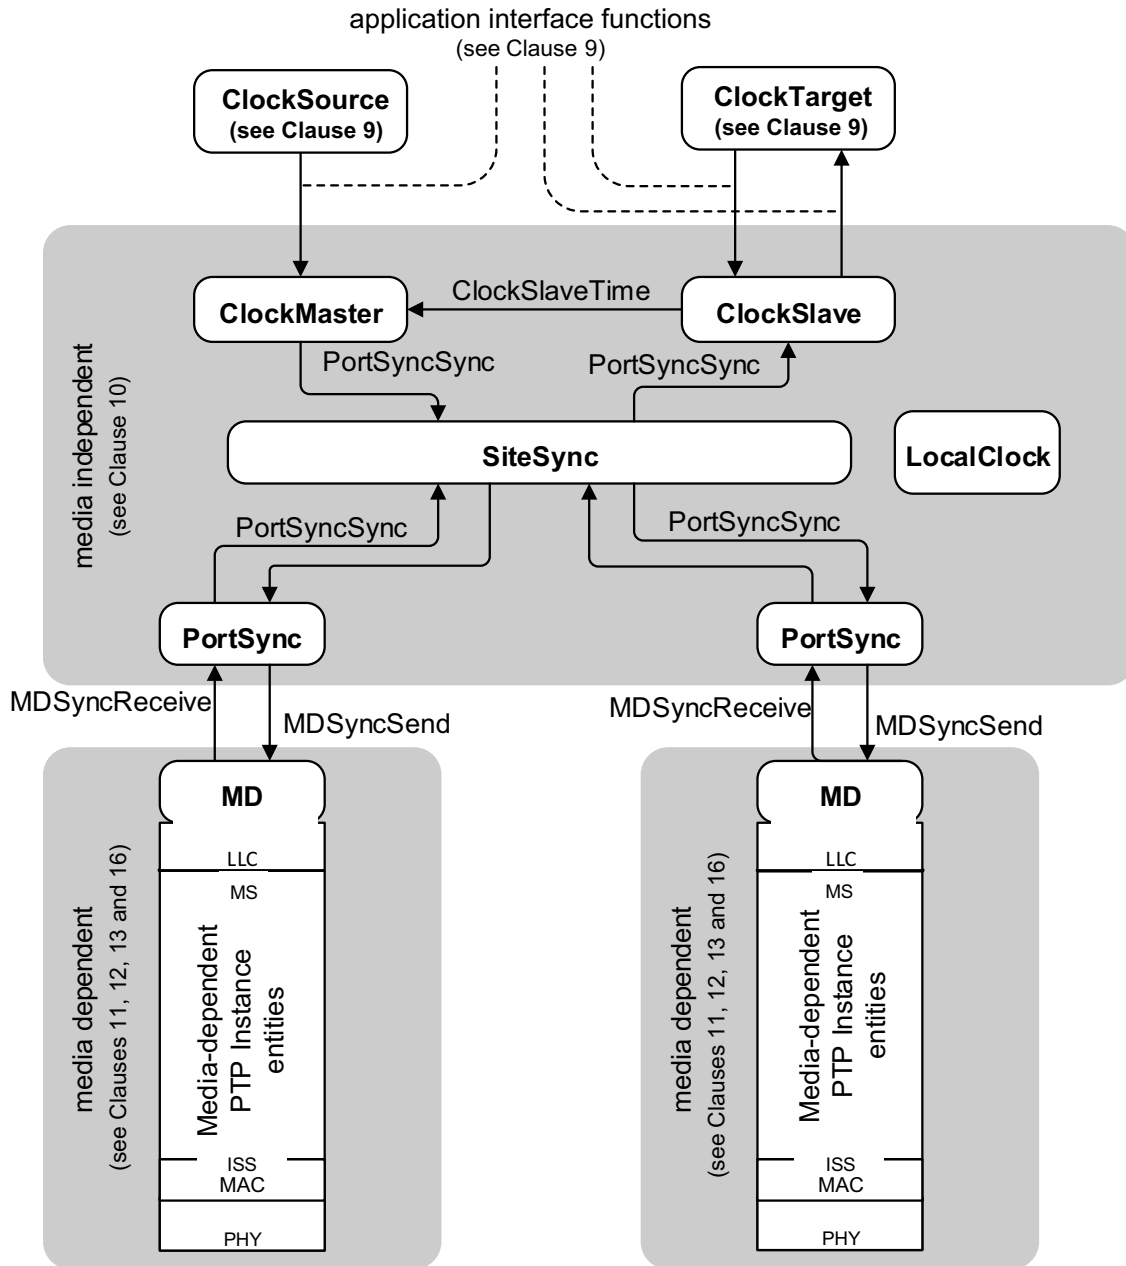 application interface functions
(see Clause 9)
ClockSource
(see Clause 9)
ClockTarget
(see Clause 9)
ClockSlaveTime
ClockMaster
ClockSlave
PortSyncSync
PortSyncSync
media independent
(see Clause 10)
SiteSync
LocalClock
PortSyncSync
PortSyncSync
PortSync
PortSync
MDSyncReceive
MDSyncSend
MDSyncReceive
MDSyncSend
media dependent
(see Clauses 11, 12, 13 and 16)
MD
LLC
MS
Media-dependent
PTP Instance
entities
ISS
MAC
PHY
media dependent
(see Clauses 11, 12, 13 and 16)
MD
LLC
MS
Media-dependent
PTP Instance
entities
ISS
MAC
PHY